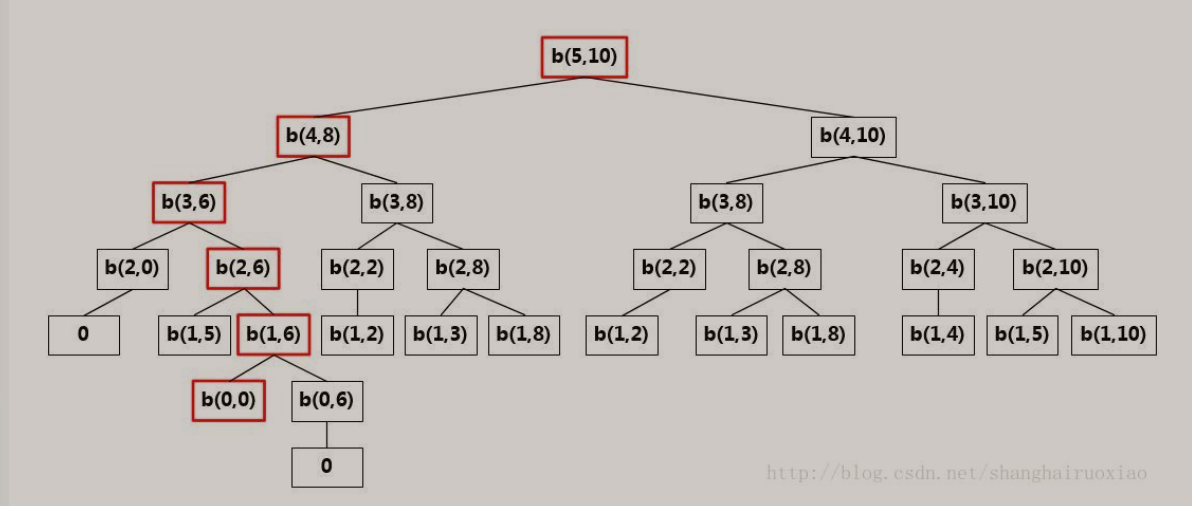 b(5,10)
b(4,8) b(4,10)
b(3,6) b(3,8) b(3,8) b(3,10)
b(2,0) b(2,6) b(2,2) b(2,8) b(2,2) b(2,8) b(2,4) b(2,10)
0 b(1,5) b(1,6) b(1,2) b(1,3) b(1,8) b(1,2) b(1,3) b(1,8) b(1,4) b(1,5) b(1,10)
b(0,0) b(0,6)
0
http://blog.csdn.net/shanghairuoxiao